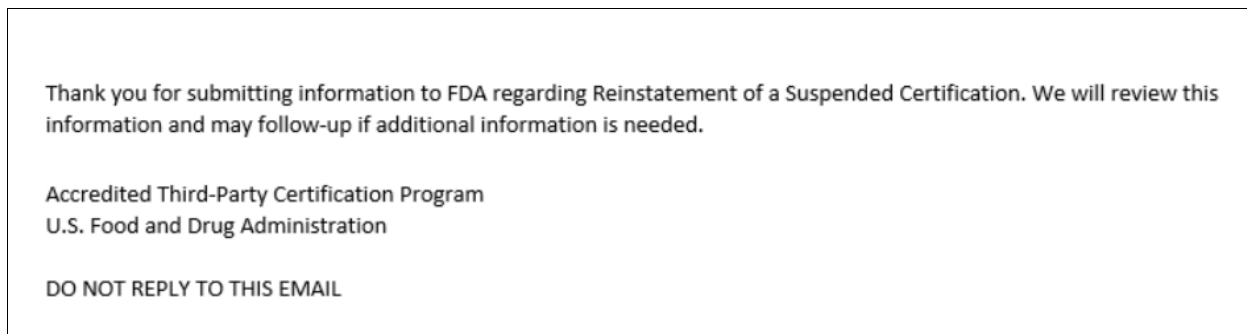 Thank you for submitting information to FDA regarding Reinstatement of a Suspended Certification. We will review this
information and may follow-up if additional information is needed.
Accredited Third-Party Certification Program
U.S. Food and Drug Administration
DO NOT REPLY TO THIS EMAIL